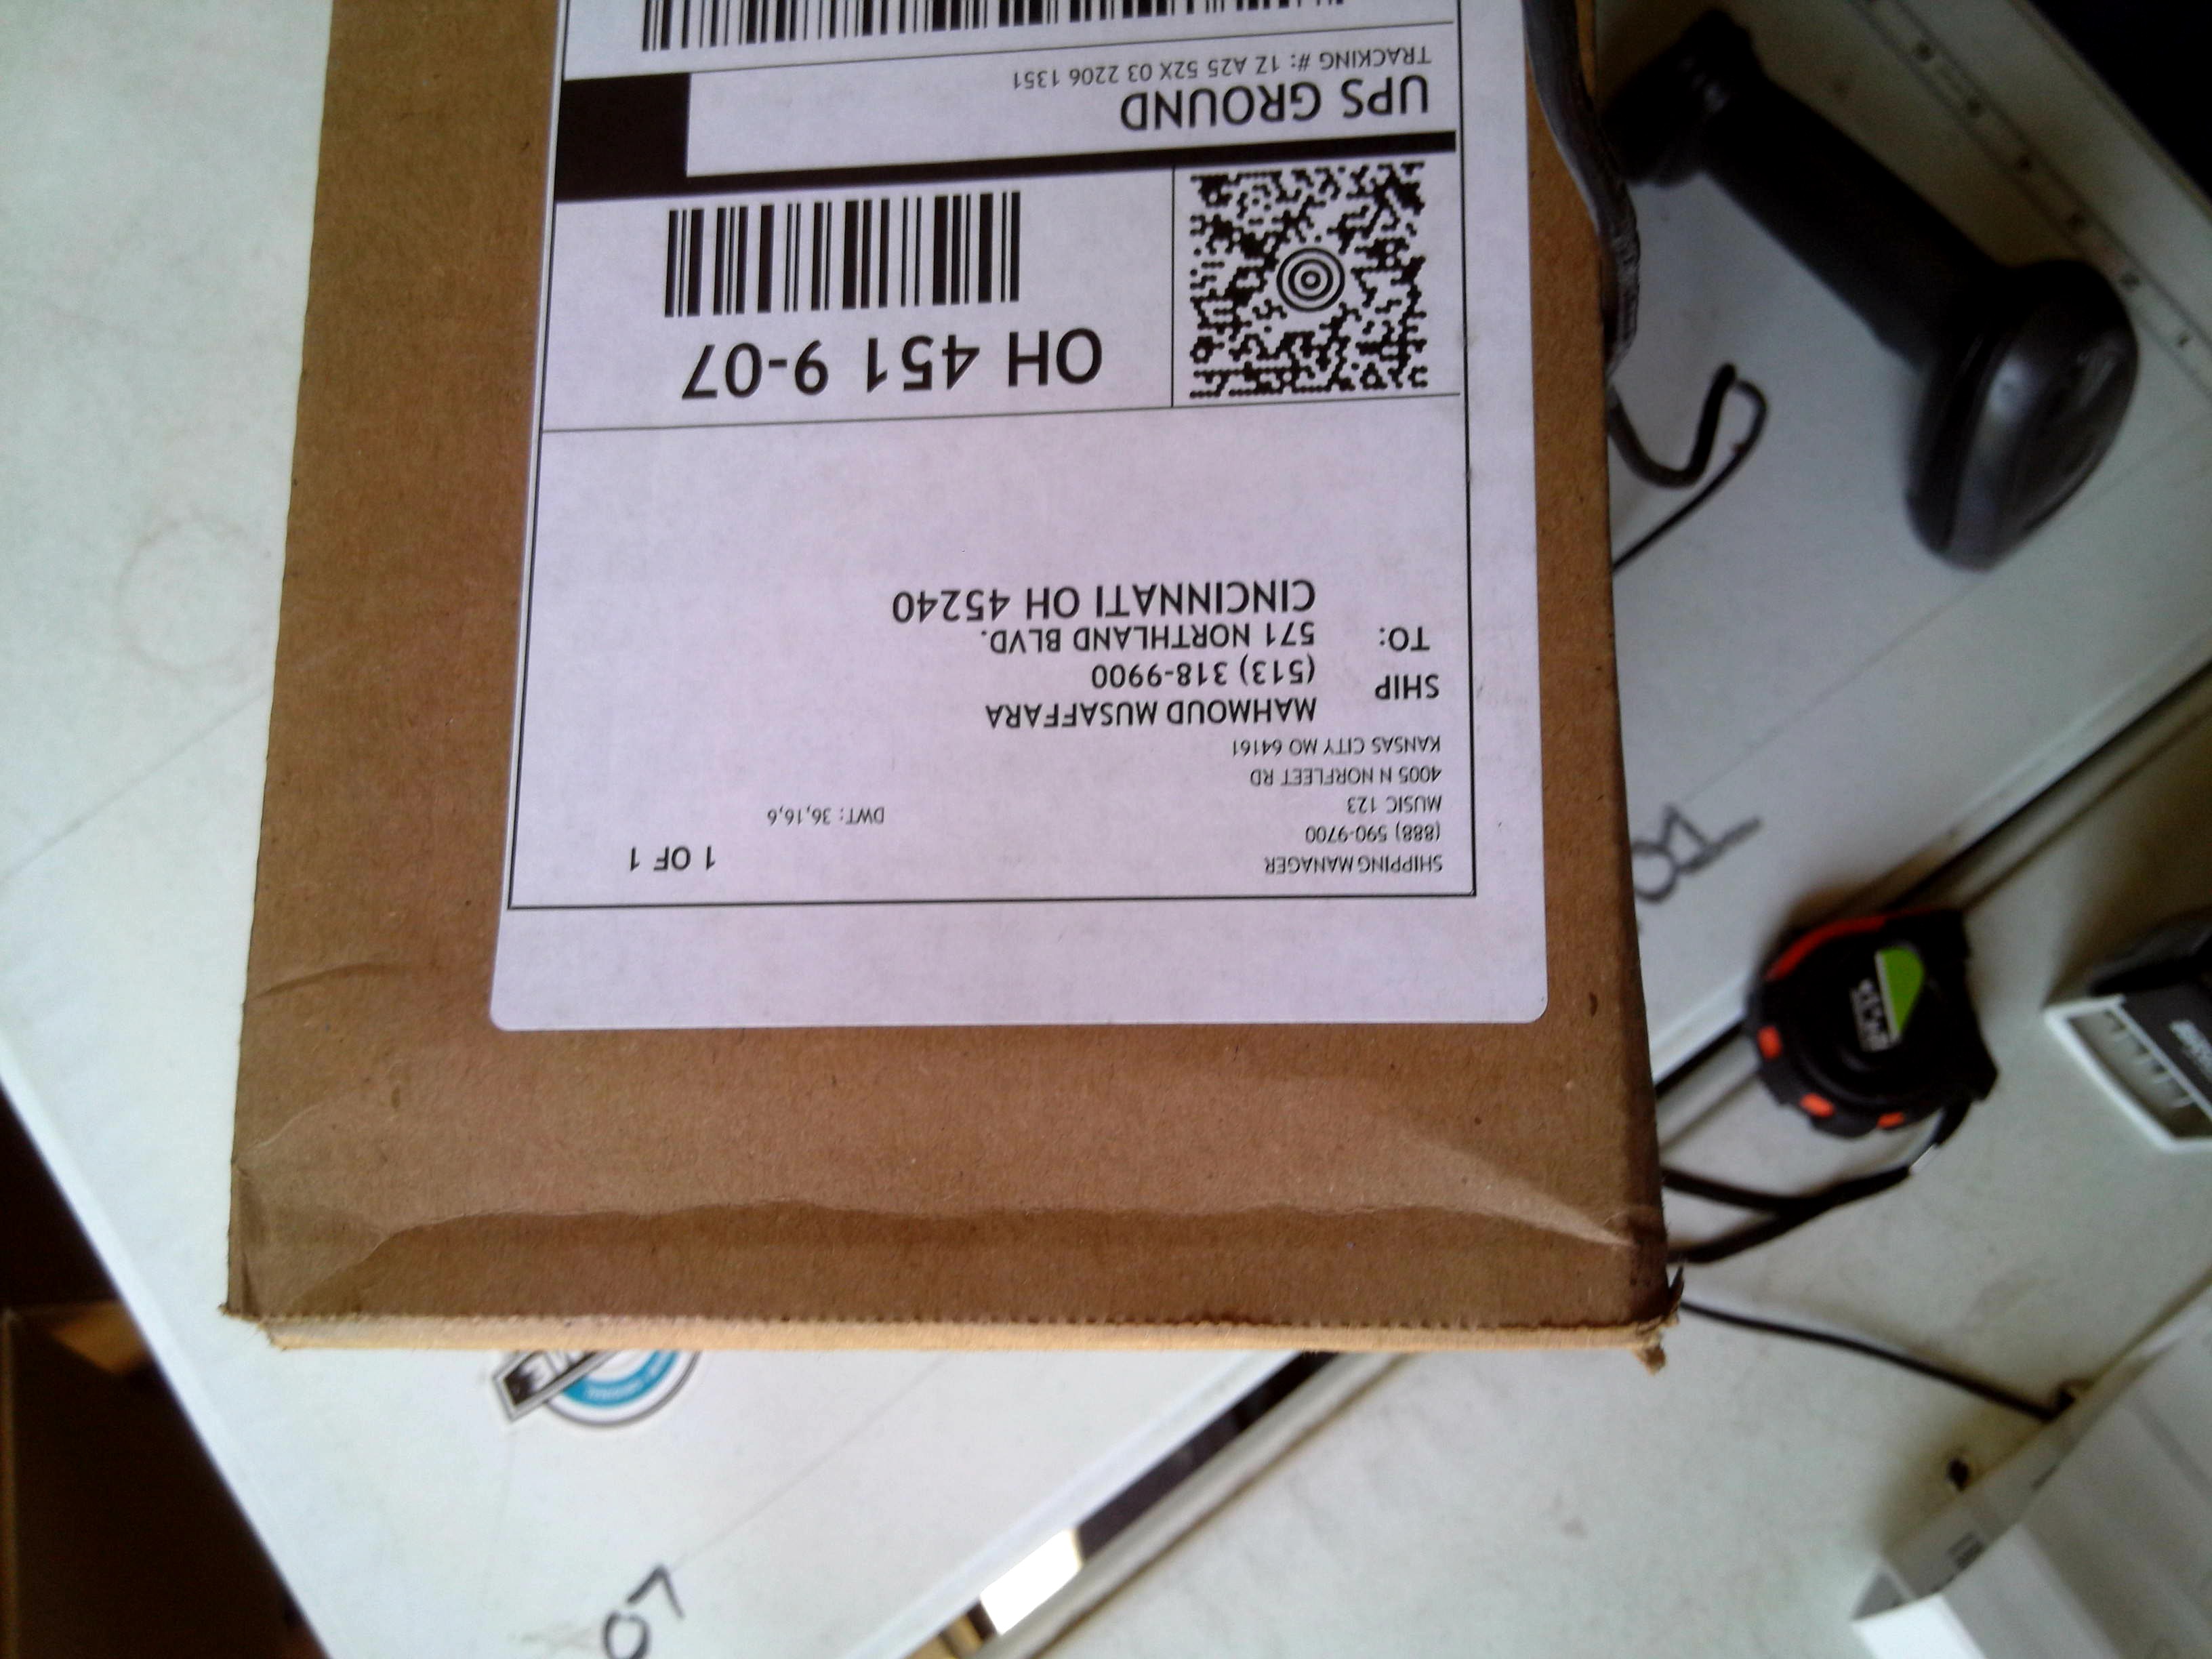 SHIPPING MANAGER
(888) 590-9700
MUSIC 123
4005 N NORFLEET RD
KANSAS CITY MO 64161
1 OF 1
DWT: 36,16,6
SHIP
TO:
MAHMOUD MUSAFFARA
(513) 318-9900
571 NORTHLAND BLVD.
CINCINNATI OH 45240
OH 451 9-07
UPS GROUND
TRACKING #: 1Z A25 52X 03 2206 1351
07